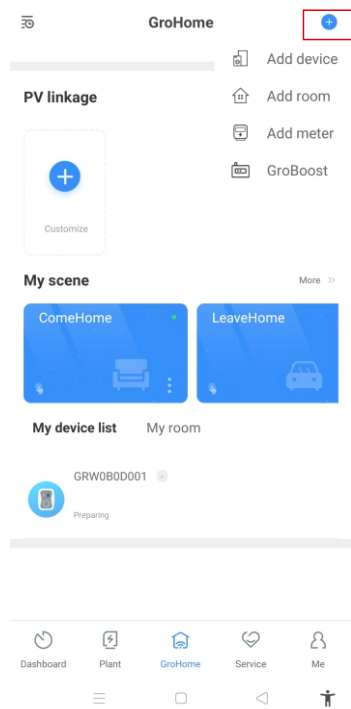 GroHome
Add device
Add room
Add meter
GroBoost
PV linkage
Customize
My scene
More
ComeHome
LeaveHome
My device list
My room
GRW0B0D001
Preparing
Dashboard
Plant
GroHome
Service
Me